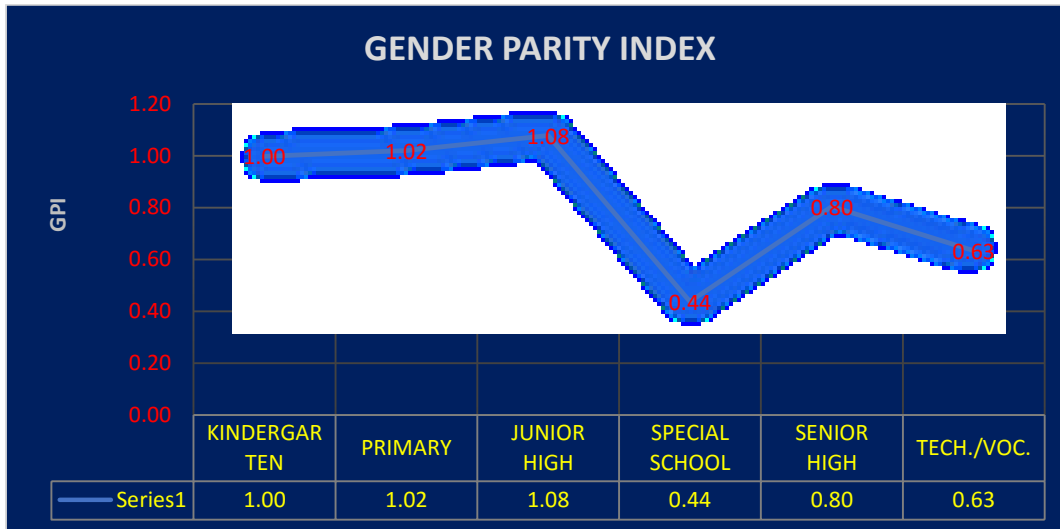 GENDER PARITY INDEX
GPI
1.20
1.00
0.80
0.60
0.40
0.20
0.00
1.00
1.02
1.08
0.44
0.80
0.63
KINDERGAR
TEN
PRIMARY
JUNIOR
HIGH
SPECIAL
SCHOOL
SENIOR
HIGH
TECH./VOC.
Series1 1.00 1.02 1.08 0.44 0.80 0.63